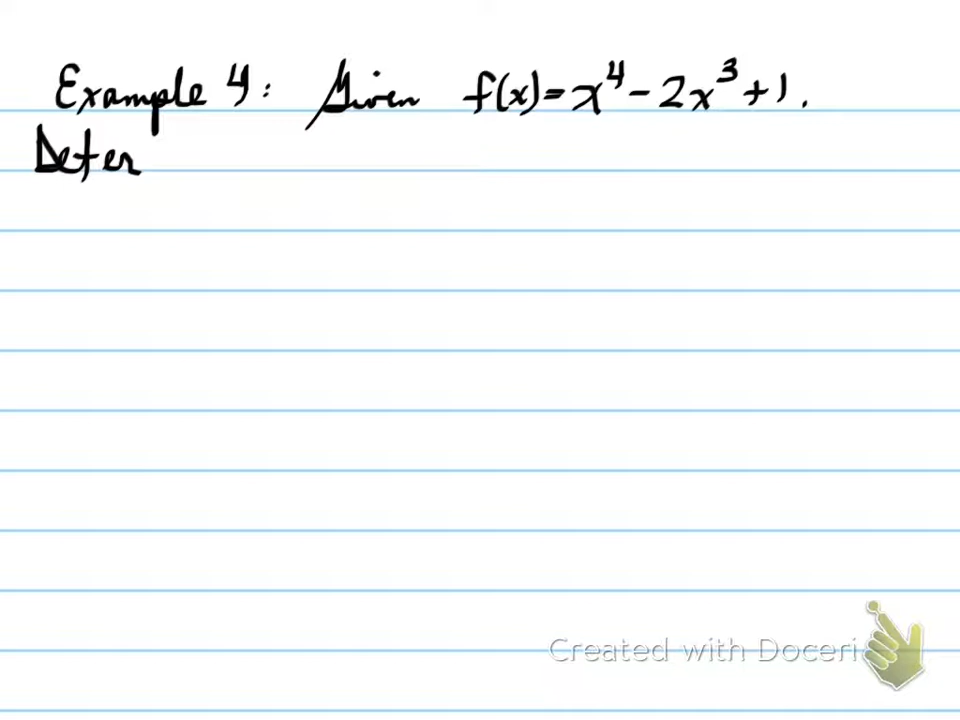 Example 4: Given f(x)=x⁴-2x³+1.
Deter
Created with Doceri